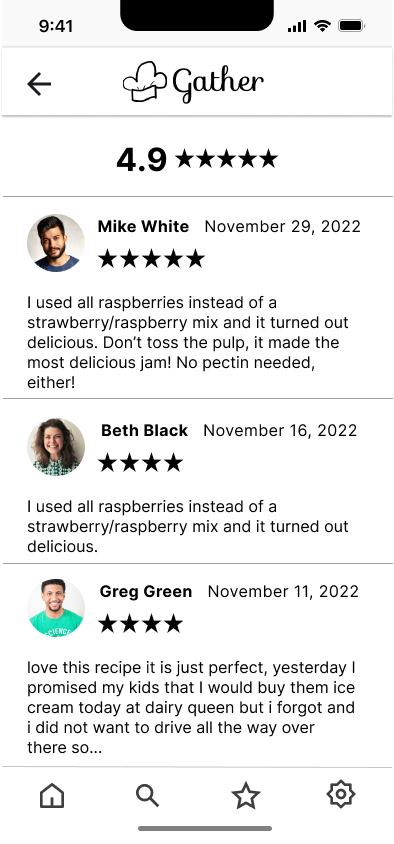 9:41
Gather
4.9 ★★★★★
Mike White November 29, 2022
★★★★★
I used all raspberries instead of a
strawberry/raspberry mix and it turned out
delicious. Don’t toss the pulp, it made the
most delicious jam! No pectin needed,
either!
Beth Black November 16, 2022
★★★★
I used all raspberries instead of a
strawberry/raspberry mix and it turned out
delicious.
Greg Green November 11, 2022
★★★★
SCIENCE
love this recipe it is just perfect, yesterday I
promised my kids that I would buy them ice
cream today at dairy queen but i forgot and
i did not want to drive all the way over
there so...